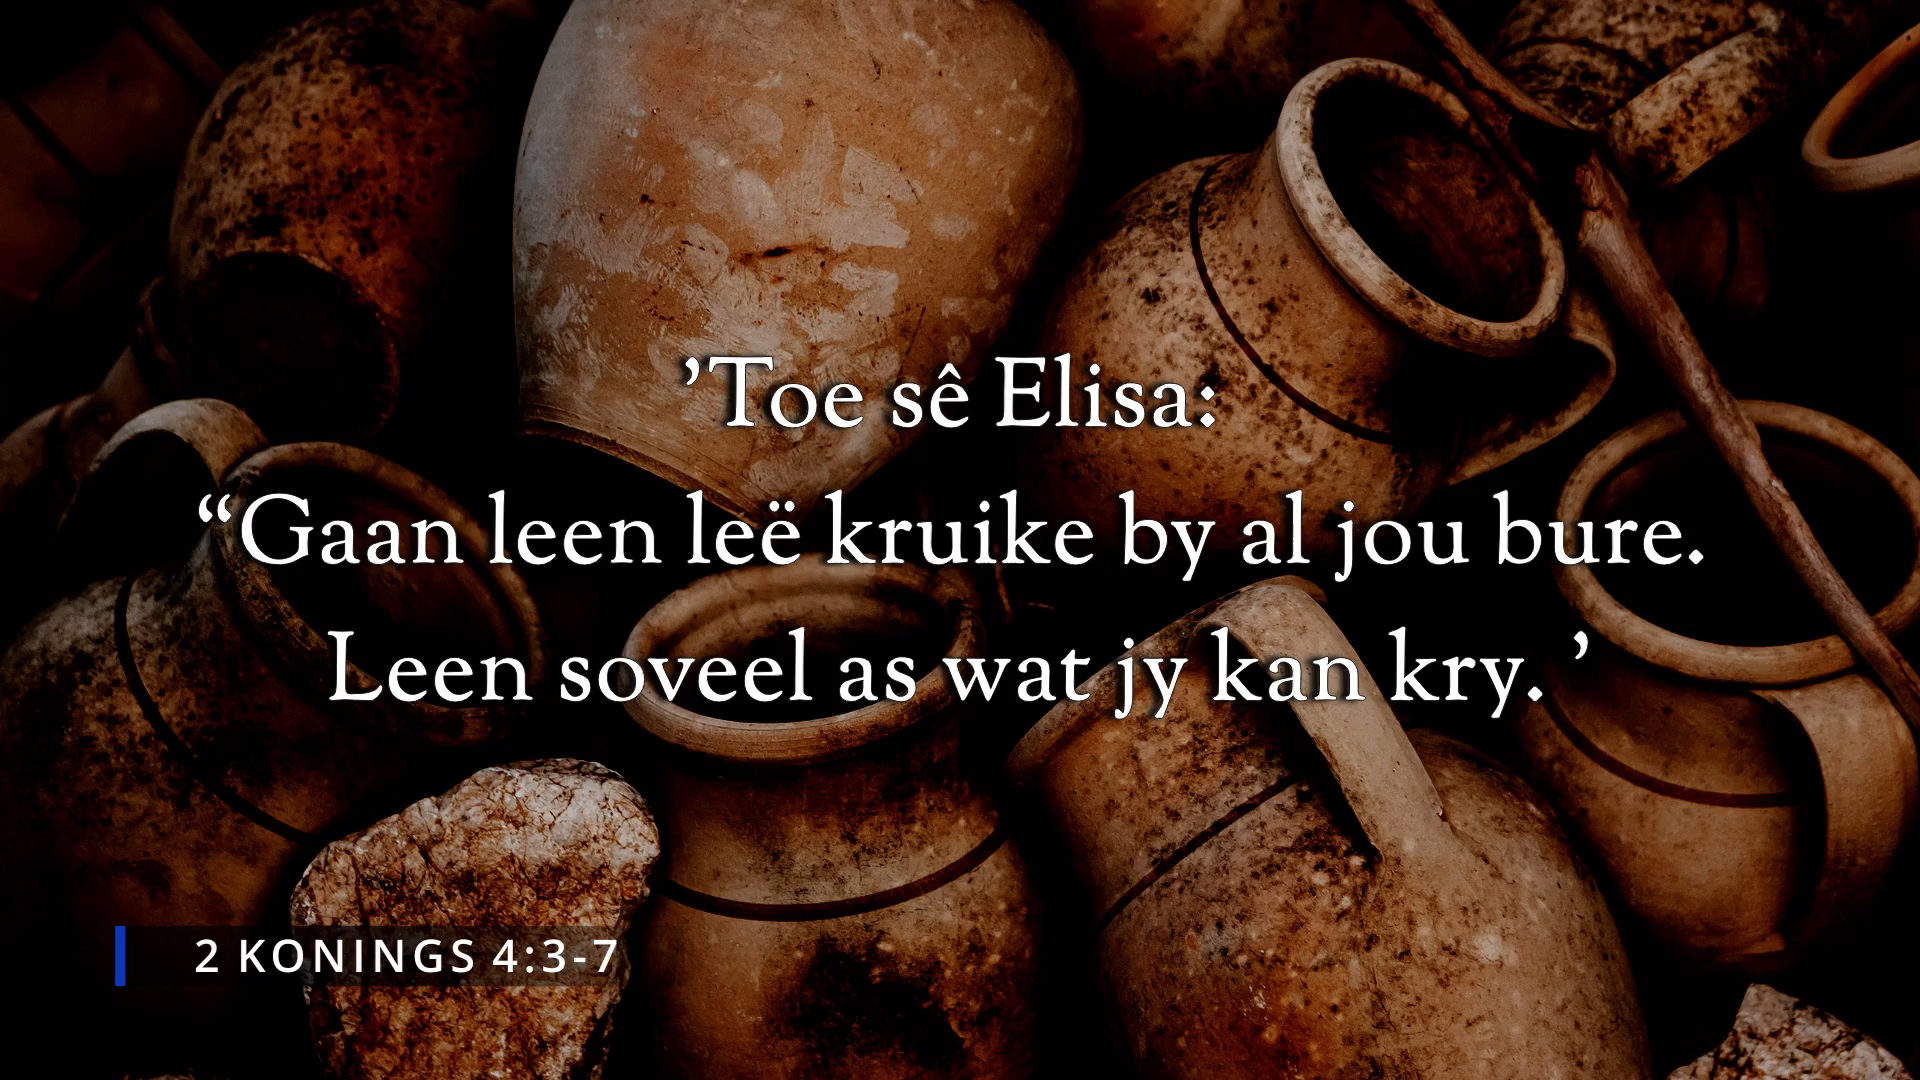 ’Toe sê Elisa:
“Gaan leen leë kruike by al jou bure.
Leen soveel as wat jy kan kry. ’
2 KONINGS 4:3-7